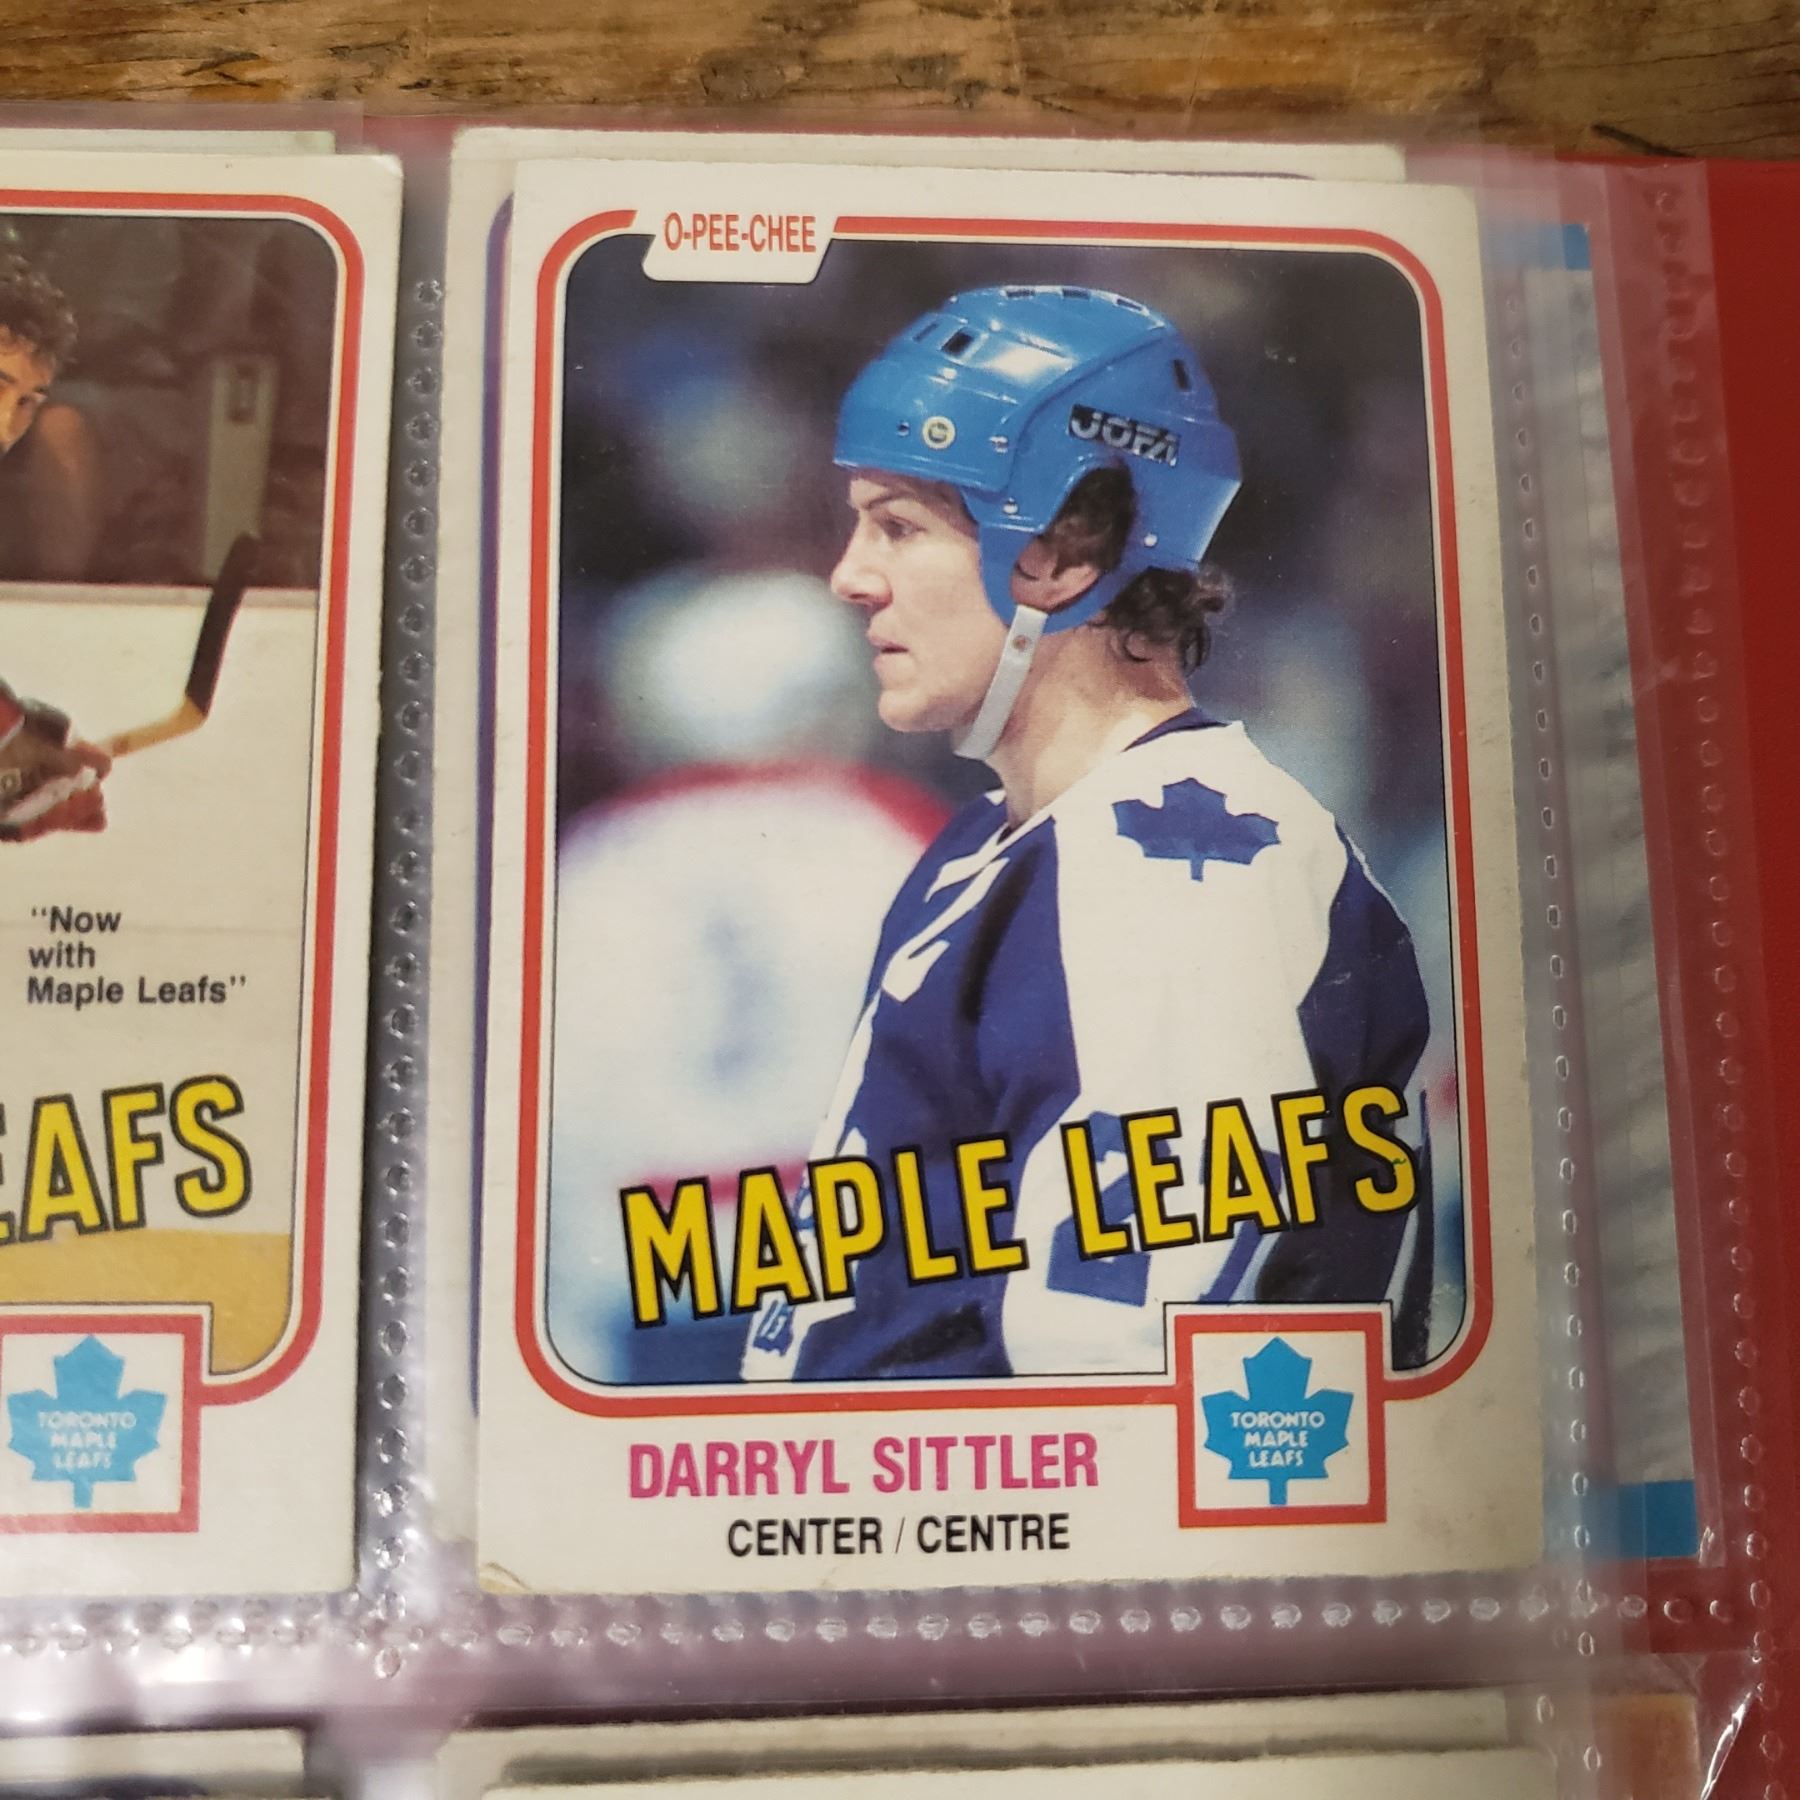 O-PEE-CHEE
JOFA
"Now
with
Maple Leafs"
EAFS
MAPLE LEAFS
TORONTO
MAPLE
LEAFS
TORONTO
MAPLE
LEAFS
DARRYL SITTLER
CENTER / CENTRE